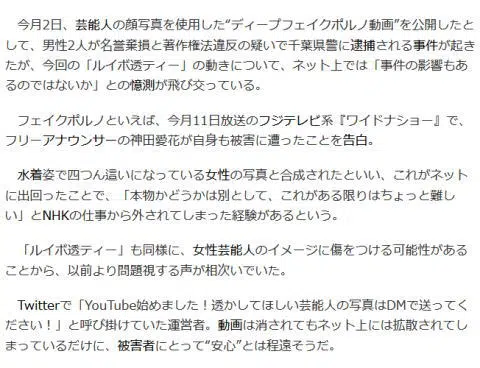 今月2日、芸能人の顔写真を使用した“ディープフェイクポルノ動画”を公開したと
して、男性2人が名誉棄損と著作権法違反の疑いで千葉県警に逮捕される事件が起き
たが、今回の「ルイボ透ティー」の動きについて、ネット上では「事件の影響もあ
るのではないか」との憶測が飛び交っている。
フェイクポルノといえば、今月11日放送のフジテレビ系『ワイドナショー』で、
フリーアナウンサーの神田愛花が自身も被害に遭ったことを告白。
水着姿で四つん這いになっている女性の写真と合成されたといい、これがネット
に出回ったことで、「本物かどうかは別として、これがある限りはちょっと難し
い」とNHKの仕事から外されてしまった経験があるという。
「ルイボ透ティー」も同様に、女性芸能人のイメージに傷をつける可能性がある
ことから、以前より問題視する声が相次いでいた。
Twitterで「YouTube始めました！透かしてほしい芸能人の写真はDMで送ってく
ださい！」と呼び掛けていた運営者。動画は消されてもネット上には拡散されてし
まっているだけに、被害者にとって“安心”とは程遠そうだ。